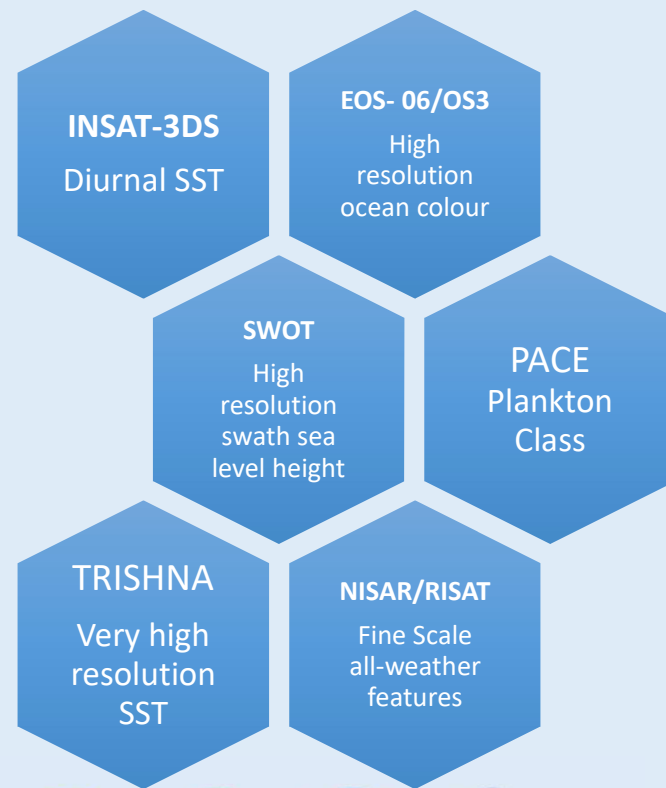 INSAT-3DS
Diurnal SST
EOS- 06/OS3
High
resolution
ocean colour
SWOT
High
resolution
swath sea
level height
PACE
Plankton
Class
TRISHNA
Very high
resolution
SST
NISAR/RISAT
Fine Scale
all-weather
features